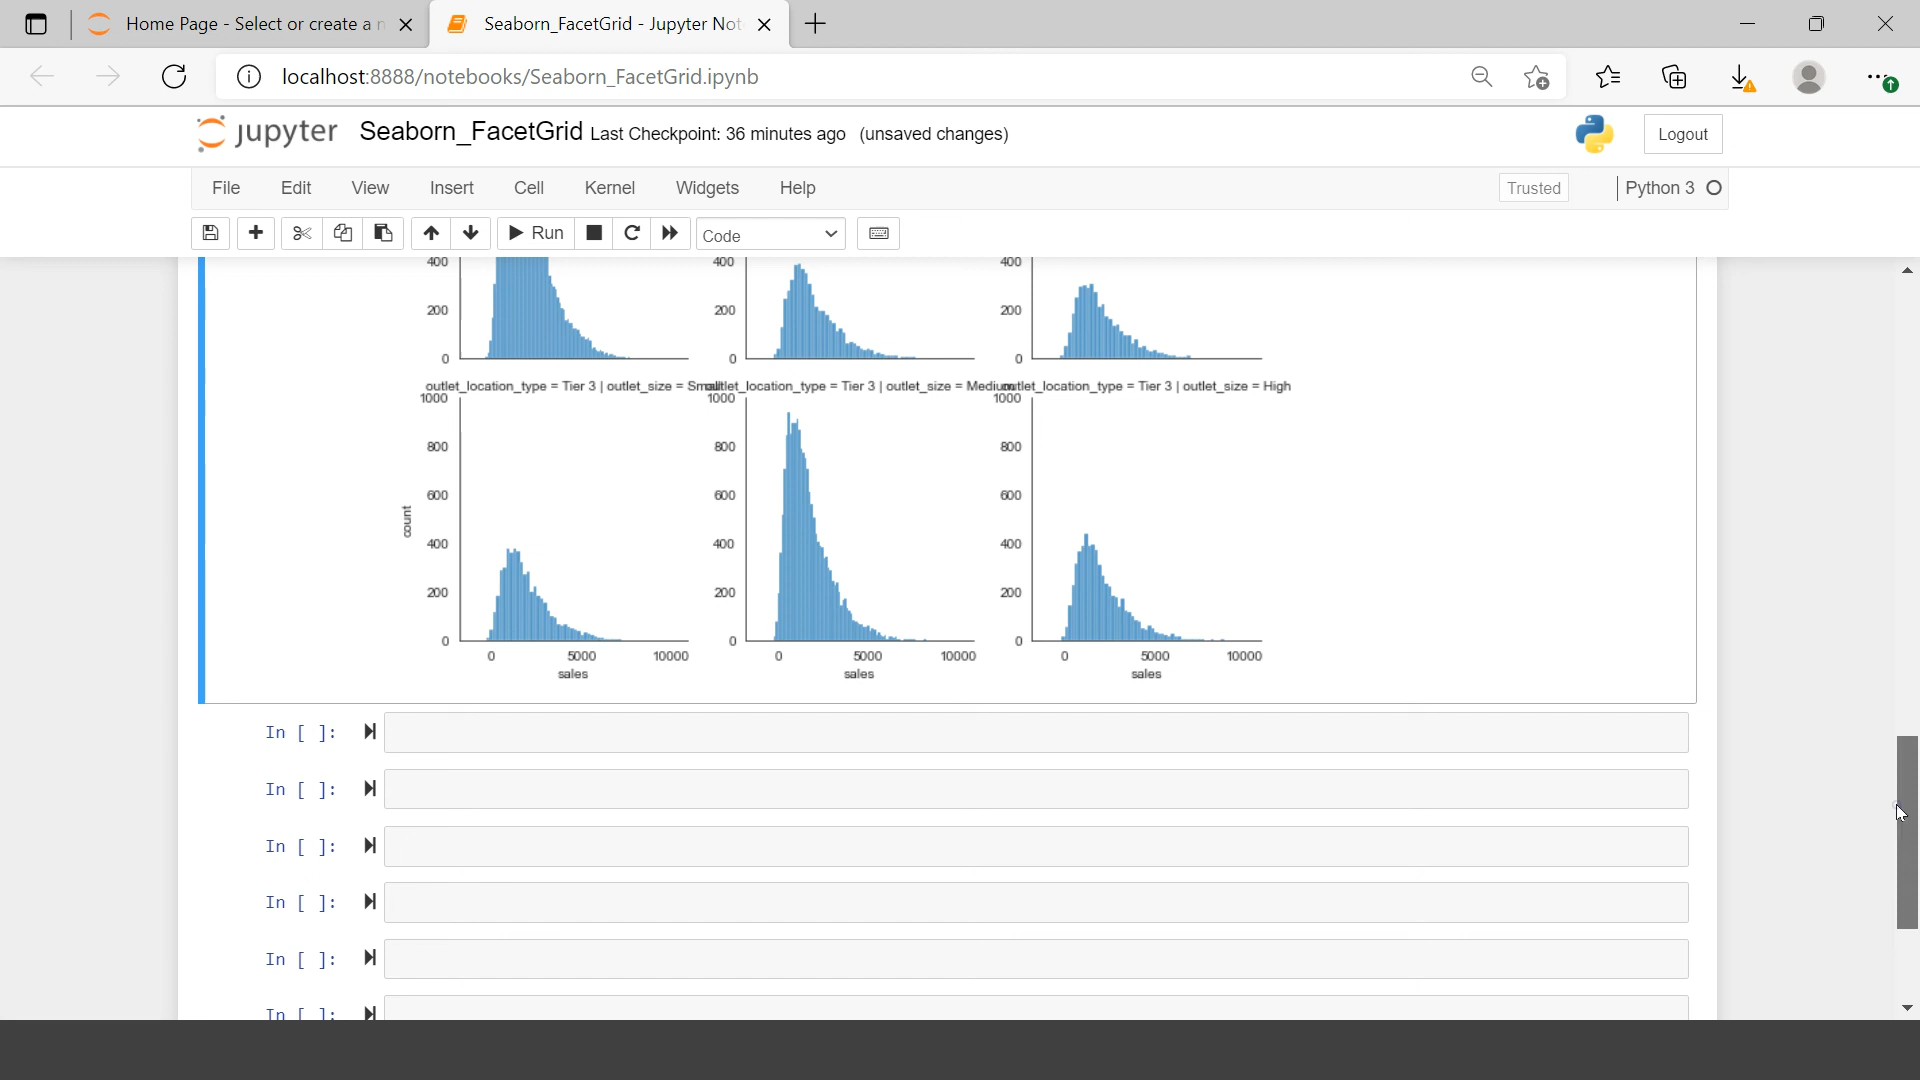 Home Page - Select or create a n
Seaborn_FacetGrid - Jupyter Not
localhost:8888/notebooks/Seaborn_FacetGrid.ipynb
jupyter Seaborn_FacetGrid Last Checkpoint: 36 minutes ago (unsaved changes)
Logout
File Edit View Insert Cell Kernel Widgets Help
Trusted
Python 3
Run
Code
400 400 400
200 200 200
0 0 0
outlet_location_type = Tier 3 | outlet_size = Small
outlet_location_type = Tier 3 | outlet_size = Medium
outlet_location_type = Tier 3 | outlet_size = High
1000 1000 1000
800 800 800
600 600 600
count
400 400 400
200 200 200
0 0 0
0 5000 10000 0 5000 10000 0 5000 10000
sales sales sales
In [ ]:
In [ ]:
In [ ]:
In [ ]:
In [ ]:
In [ ]: